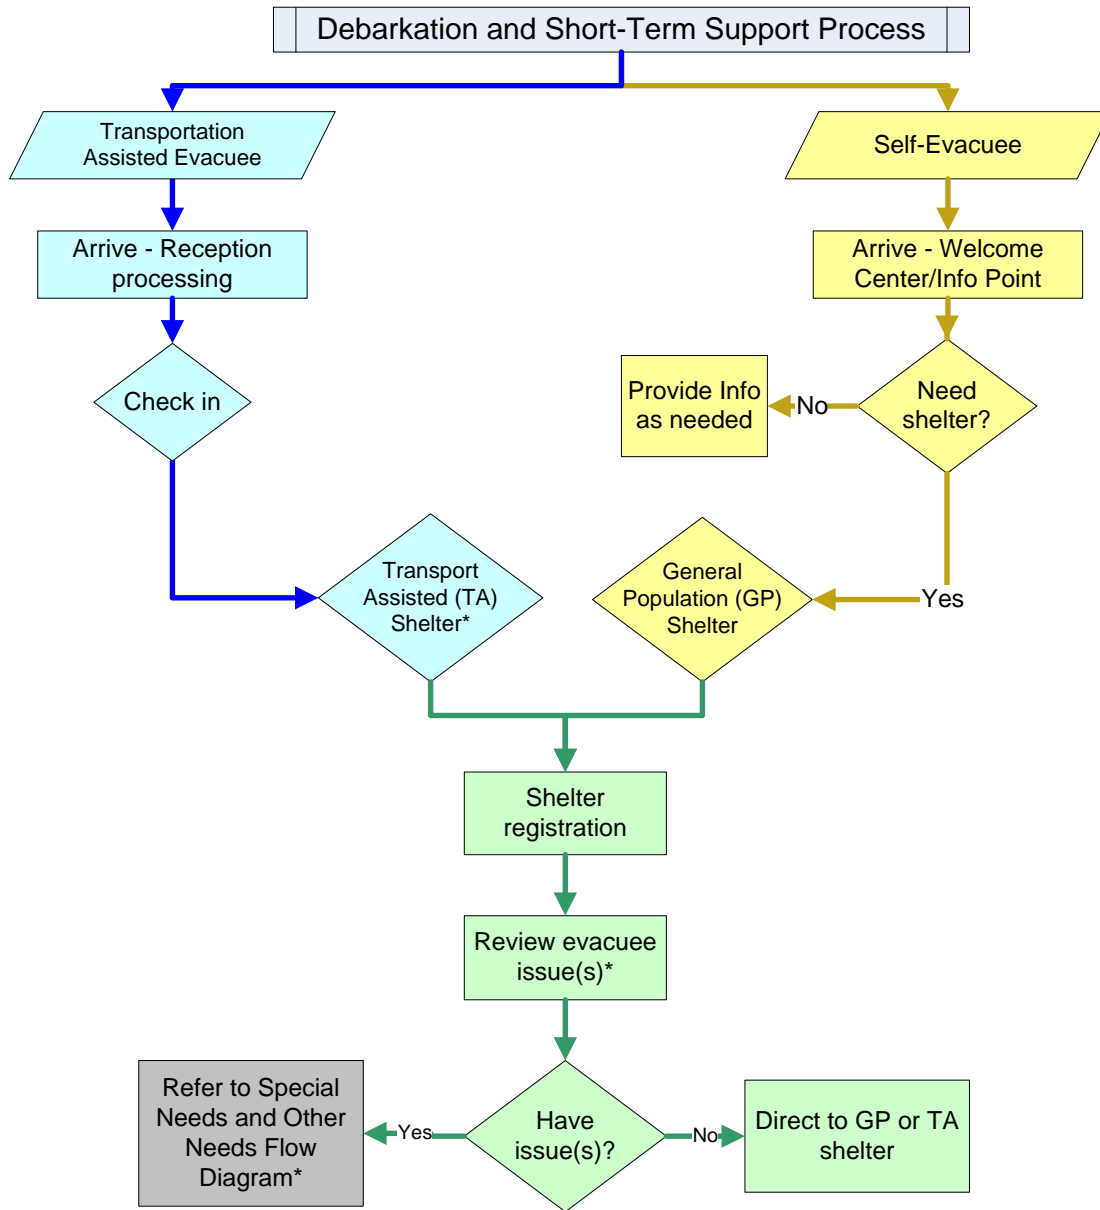 Debarkation and Short-Term Support Process
Transportation
Assisted Evacuee
Self-Evacuee
Arrive - Reception
processing
Arrive - Welcome
Center/Info Point
Check in
Provide Info
as needed
No
Need
shelter?
Transport
Assisted (TA)
Shelter*
General
Population (GP)
Shelter
Yes
Shelter
registration
Review evacuee
issue(s)*
Refer to Special
Needs and Other
Needs Flow
Diagram*
Yes
Have
issue(s)?
No
Direct to GP or TA
shelter